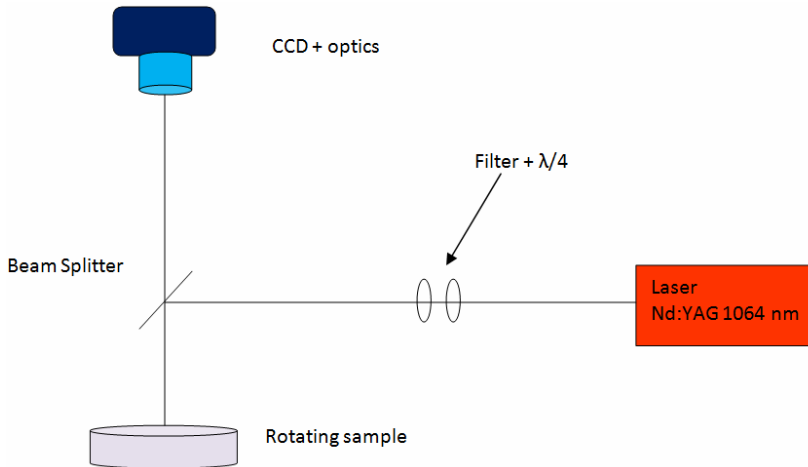 CCD + optics
Filter + λ/4
Beam Splitter
Laser
Nd:YAG 1064 nm
Rotating sample